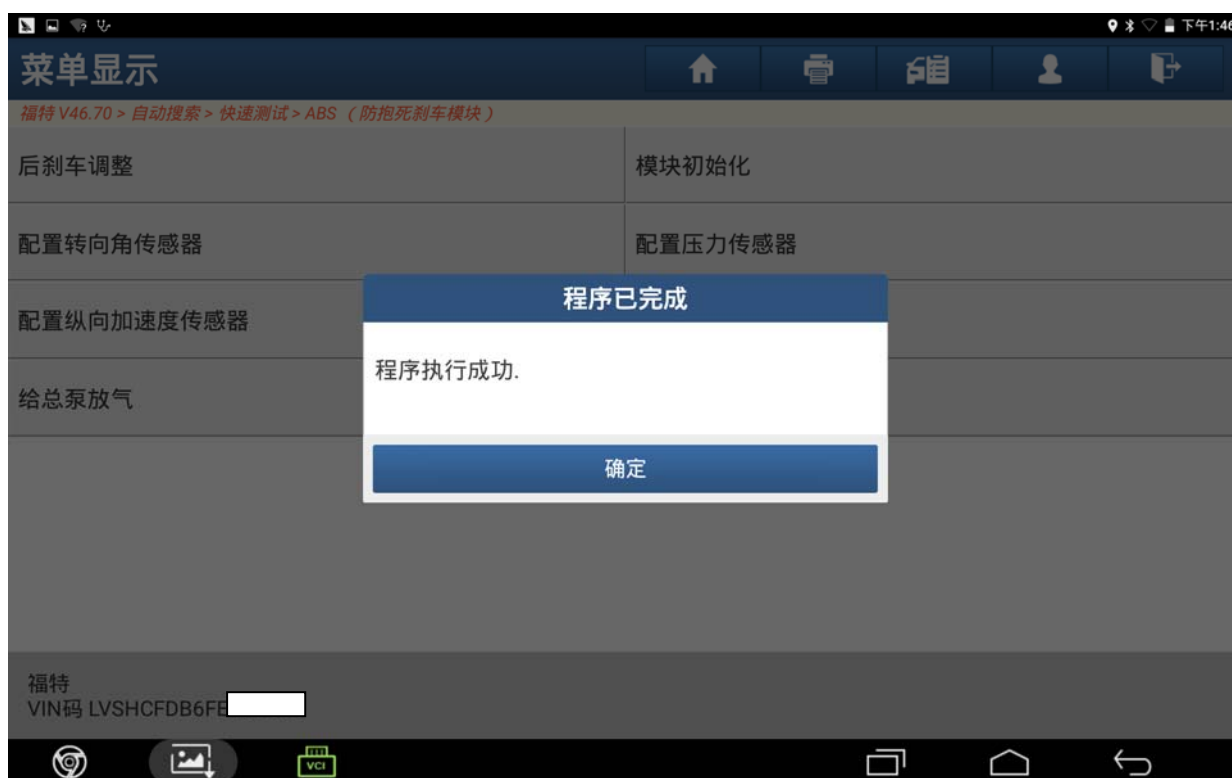 下午1:46
菜单显示
福特 V46.70 > 自动搜索 > 快速测试 > ABS （防抱死刹车模块）
后刹车调整
模块初始化
配置转向角传感器
配置压力传感器
程序已完成
配置纵向加速度传感器
程序执行成功.
给总泵放气
确定
福特
VIN码 LVSHCFDB6FE
VCI